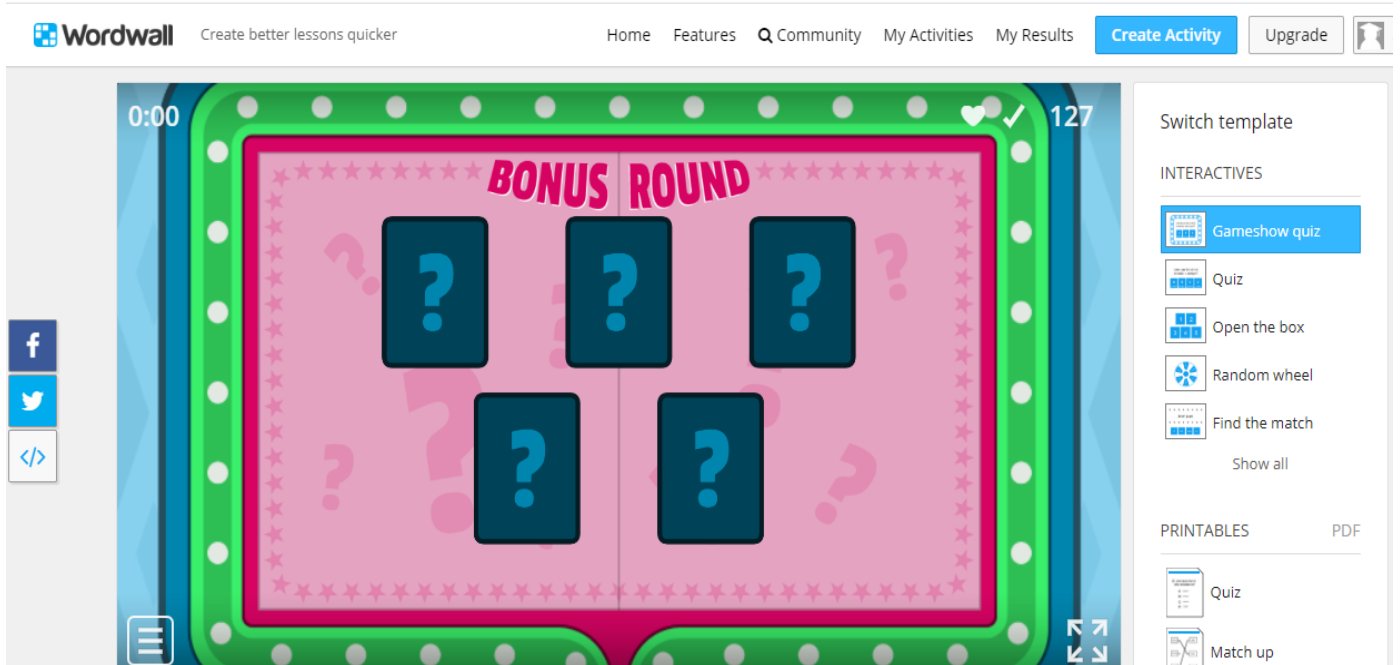 Wordwall
Create better lessons quicker
Home Features Community My Activities My Results Create Activity Upgrade
0:00
127
BONUS ROUND
? ? ?
? ?
Switch template
INTERACTIVES
Gameshow quiz
Quiz
Open the box
Random wheel
Find the match
Show all
PRINTABLES PDF
Quiz
Match up